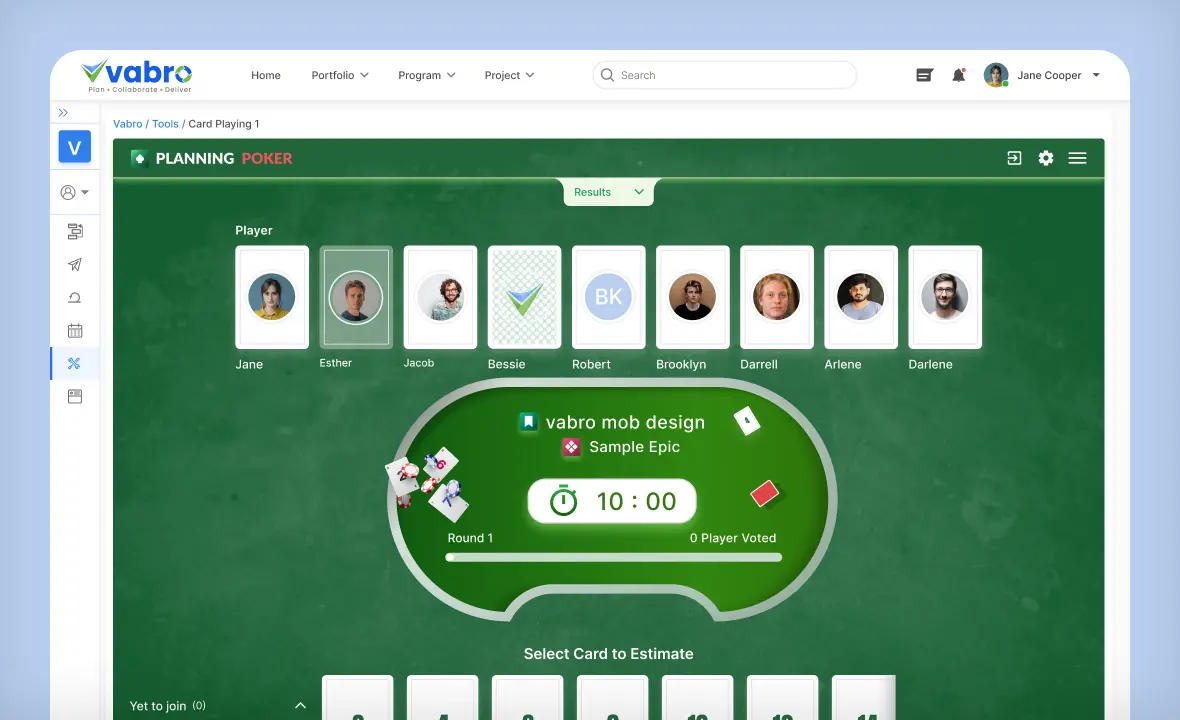 vabro
Plan • Collaborate • Deliver
Home
Portfolio
Program
Project
Search
Jane Cooper
Vabro / Tools / Card Playing 1
V
PLANNING POKER
Results
Player
BK
Jane
Esther
Jacob
Bessie
Robert
Brooklyn
Darrell
Arlene
Darlene
vabro mob design
Sample Epic
10 : 00
Round 1
0 Player Voted
Select Card to Estimate
Yet to join (0)